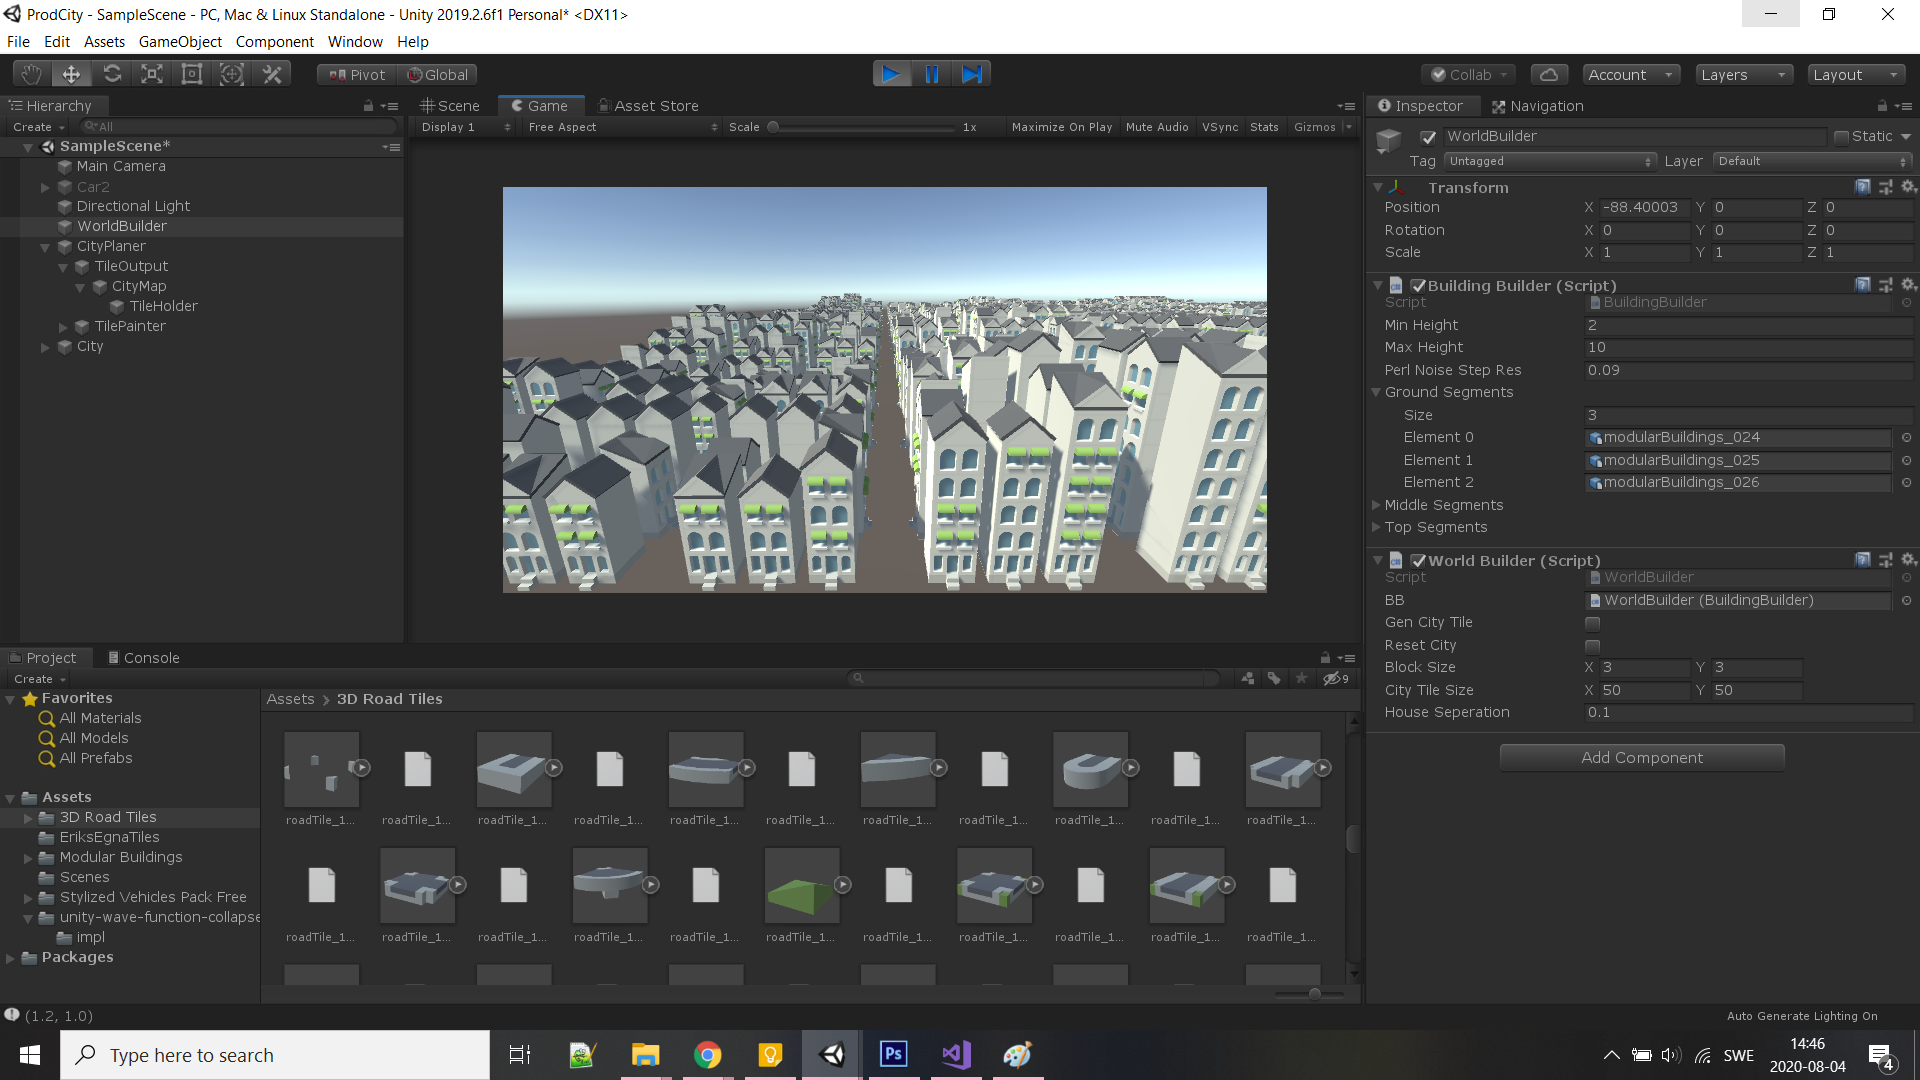 ProdCity - SampleScene - PC, Mac & Linux Standalone - Unity 2019.2.6f1 Personal* <DX11>
File Edit Assets GameObject Component Window Help
Pivot Global Collab Account Layers Layout
Hierarchy
Create All
SampleScene*
Main Camera
Car2
Directional Light
WorldBuilder
CityPlaner
TileOutput
CityMap
TileHolder
TilePainter
City
Scene Game Asset Store
Display 1 Free Aspect Scale 1x Maximize On Play Mute Audio VSync Stats Gizmos
Inspector Navigation
WorldBuilder Static
Tag Untagged Layer Default
Transform
Position X -88.40003 Y 0 Z 0
Rotation X 0 Y 0 Z 0
Scale X 1 Y 1 Z 1
Building Builder (Script)
Script BuildingBuilder
Min Height 2
Max Height 10
Perl Noise Step Res 0.09
Ground Segments
Size 3
Element 0 modularBuildings_024
Element 1 modularBuildings_025
Element 2 modularBuildings_026
Middle Segments
Top Segments
World Builder (Script)
Script WorldBuilder
BB WorldBuilder (BuildingBuilder)
Gen City Tile
Reset City
Block Size X 3 Y 3
City Tile Size X 50 Y 50
House Seperation 0.1
Add Component
Project Console
Create 9
Favorites
All Materials
All Models
All Prefabs
Assets
3D Road Tiles
EriksEgnaTiles
Modular Buildings
Scenes
Stylized Vehicles Pack Free
unity-wave-function-collapse
impl
Packages
Assets > 3D Road Tiles
roadTile_1... roadTile_1... roadTile_1... roadTile_1... roadTile_1... roadTile_1... roadTile_1... roadTile_1... roadTile_1... roadTile_1... roadTile_1...
roadTile_1... roadTile_1... roadTile_1... roadTile_1... roadTile_1... roadTile_1... roadTile_1... roadTile_1... roadTile_1... roadTile_1... roadTile_1...
(1.2, 1.0)
Auto Generate Lighting On
Type here to search
Ps
SWE
14:46
2020-08-04
4